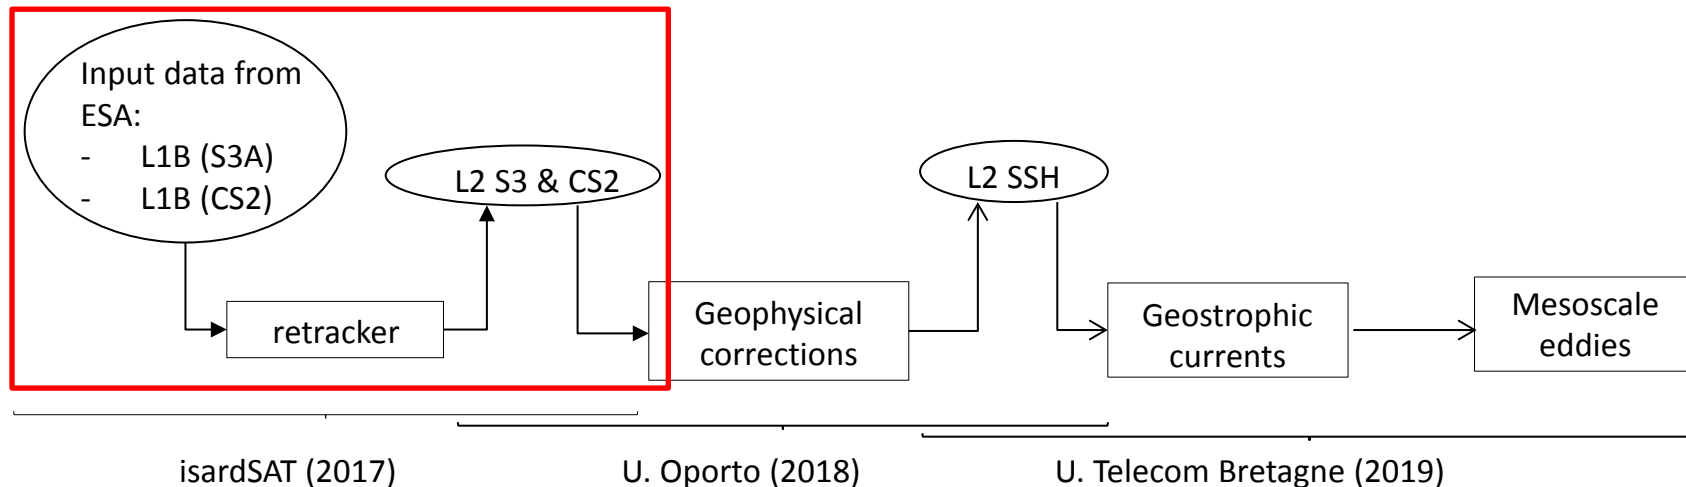 Input data from
ESA:
- L1B (S3A)
- L1B (CS2)
L2 S3 & CS2
L2 SSH
retracker
Geophysical
corrections
Geostrophic
currents
Mesoscale
eddies
isardSAT (2017)
U. Oporto (2018)
U. Telecom Bretagne (2019)